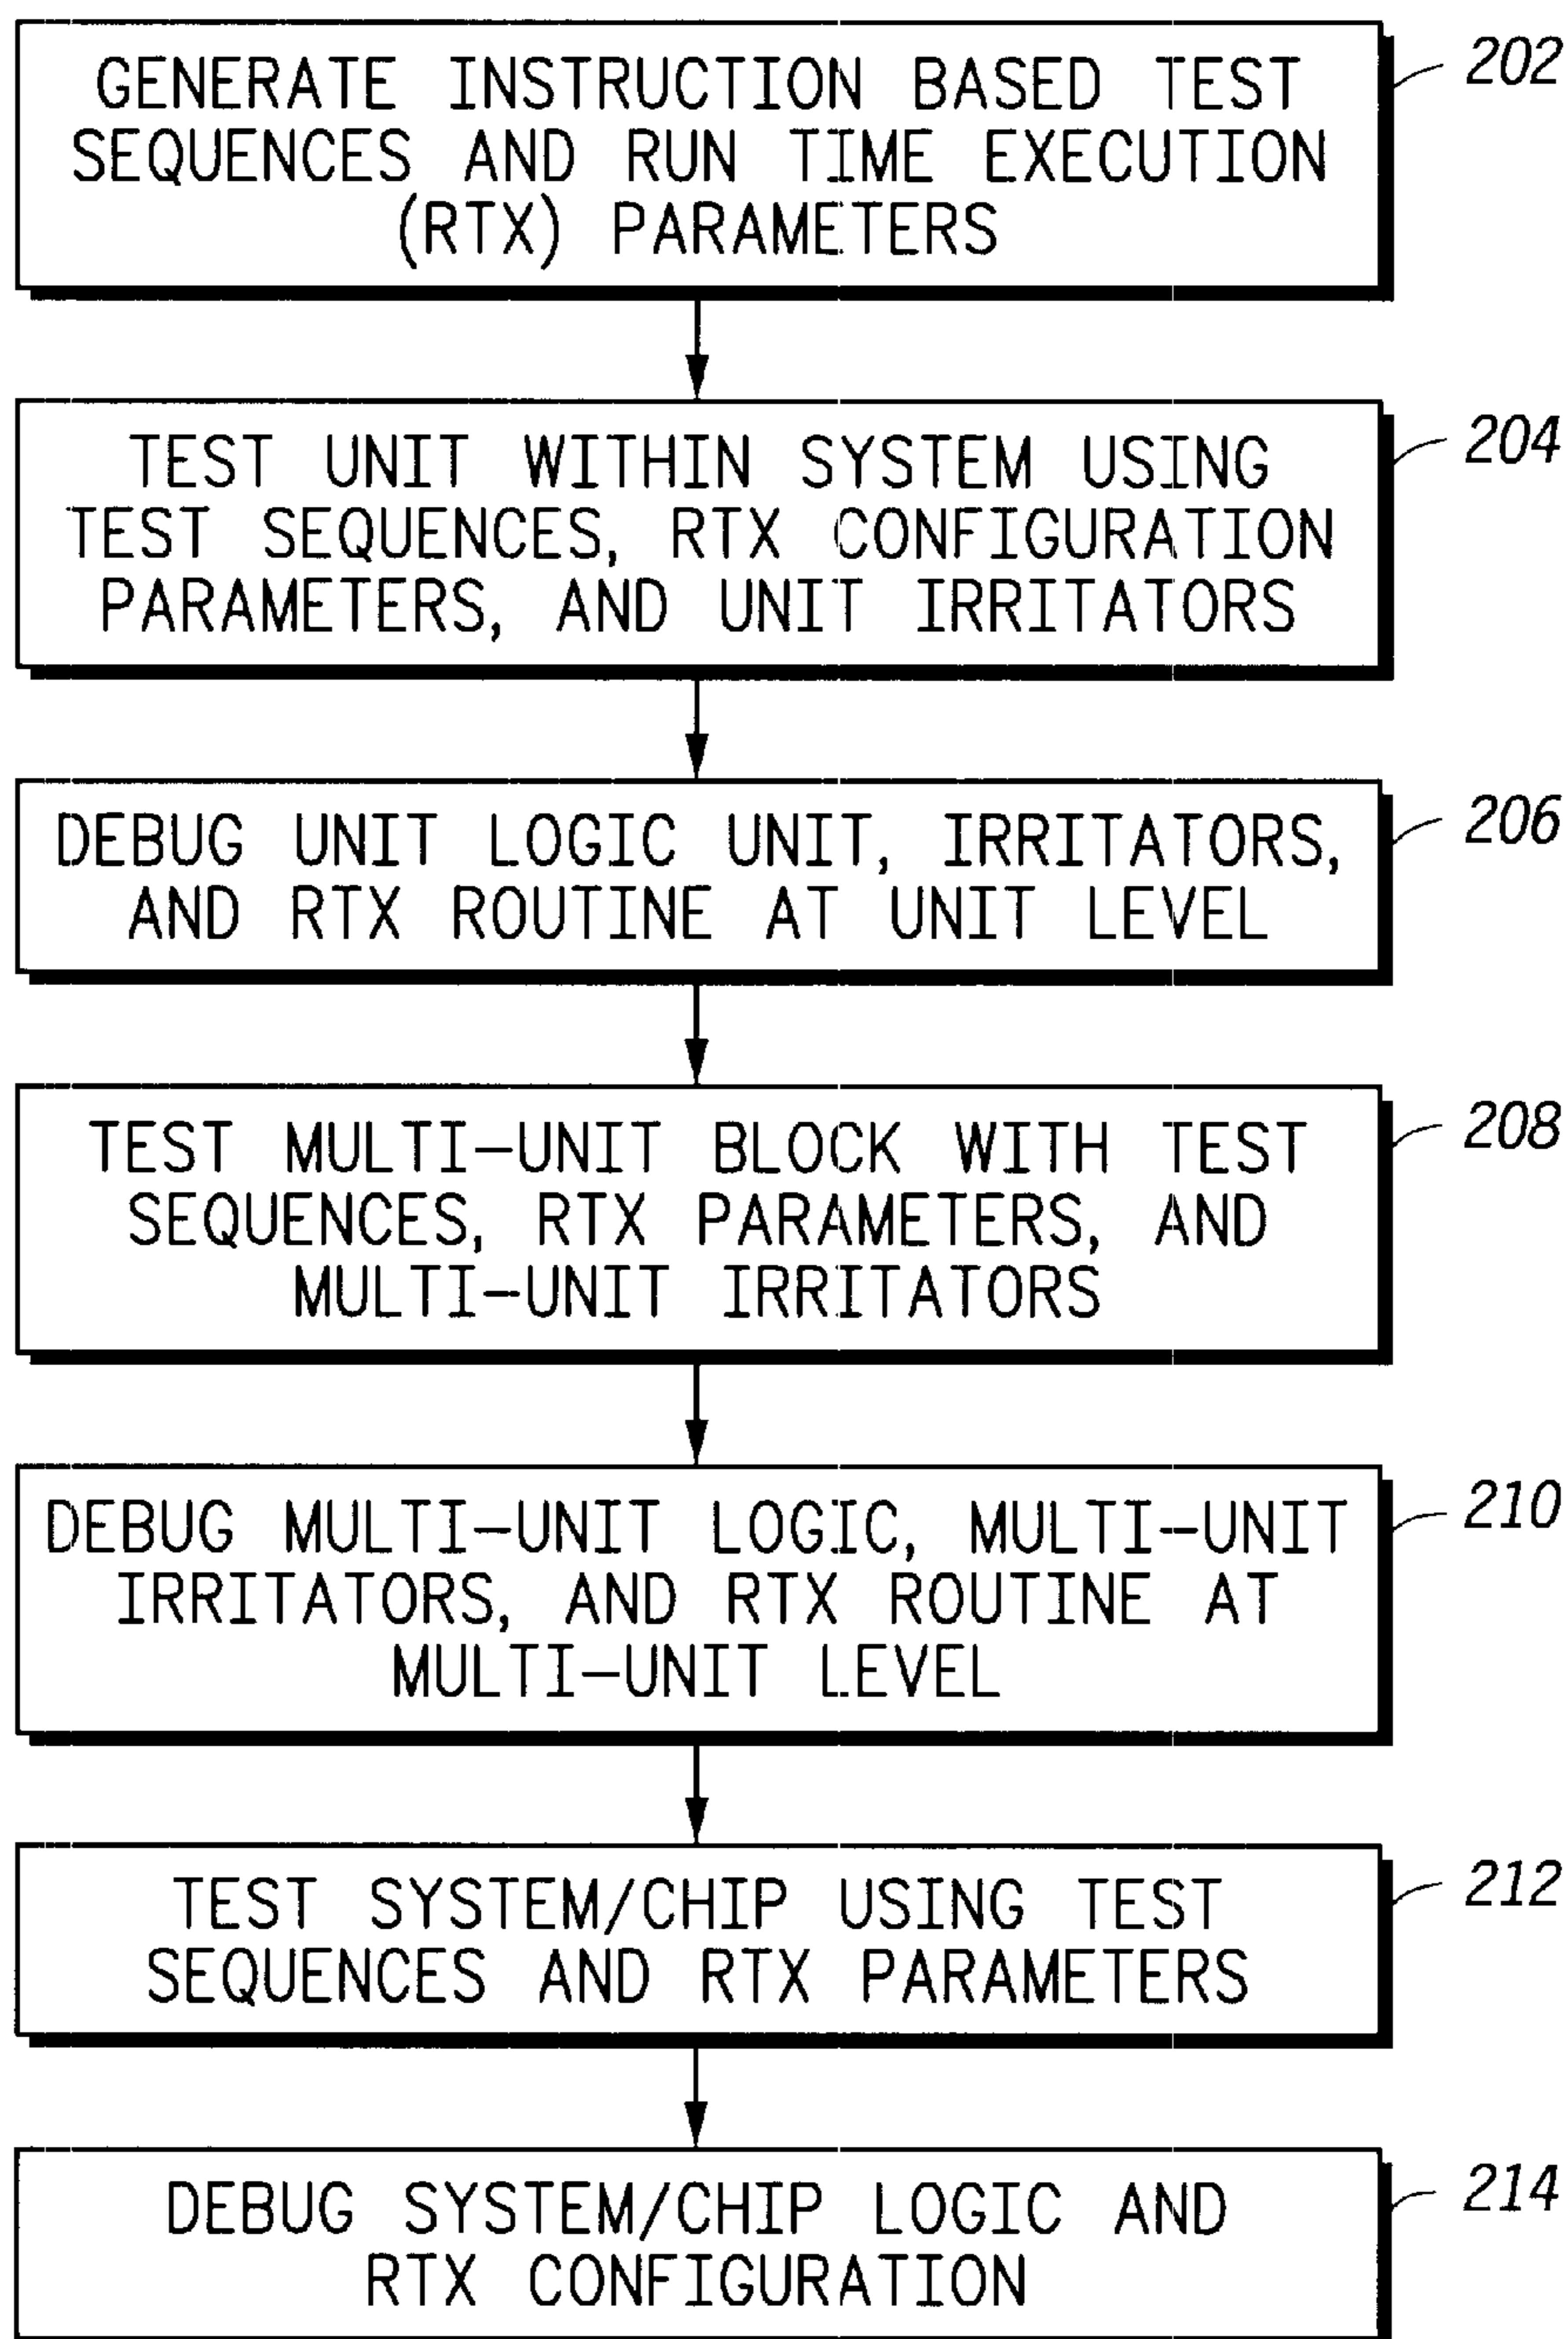 GENERATE INSTRUCTION BASED TEST
SEQUENCES AND RUN TIME EXECUTION
(RTX) PARAMETERS
202
TEST UNIT WITHIN SYSTEM USING
TEST SEQUENCES, RTX CONFIGURATION
PARAMETERS, AND UNIT IRRITATORS
204
DEBUG UNIT LOGIC UNIT, IRRITATORS,
AND RTX ROUTINE AT UNIT LEVEL
206
TEST MULTI-UNIT BLOCK WITH TEST
SEQUENCES, RTX PARAMETERS, AND
MULTI-UNIT IRRITATORS
208
DEBUG MULTI-UNIT LOGIC, MULTI-UNIT
IRRITATORS, AND RTX ROUTINE AT
MULTI-UNIT LEVEL
210
TEST SYSTEM/CHIP USING TEST
SEQUENCES AND RTX PARAMETERS
212
DEBUG SYSTEM/CHIP LOGIC AND
RTX CONFIGURATION
214